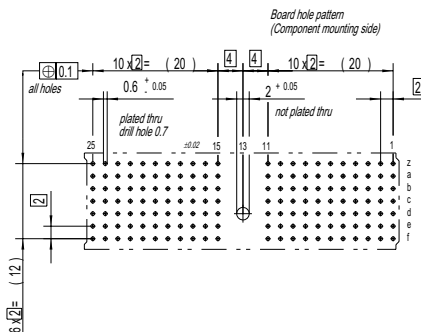 Board hole pattern
(Component mounting side)
10 x 2 = ( 20 ) 4 4 10 x 2 = ( 20 )
⌖ 0.1
all holes
0.6 + - 0.05 2 + 0.05 2
plated thru
drill hole 0.7
not plated thru
25 ±0.02 15 13 11 1
z
a
b
c
d
e
f
2
6 x 2 = ( 12 )